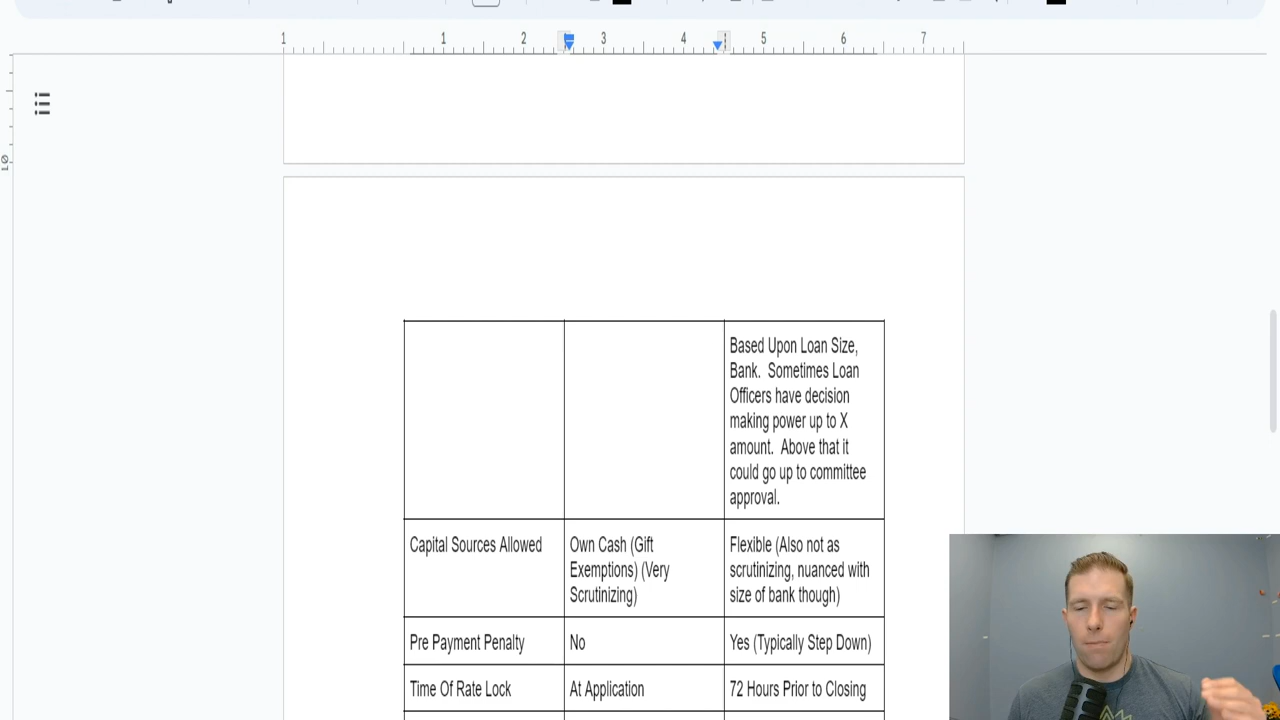 1 1 2 3 4 5 6 7
10
Based Upon Loan Size,
Bank.  Sometimes Loan
Officers have decision
making power up to X
amount.  Above that it
could go up to committee
approval.
Capital Sources Allowed
Own Cash (Gift
Exemptions) (Very
Scrutinizing)
Flexible (Also not as
scrutinizing, nuanced with
size of bank though)
Pre Payment Penalty
No
Yes (Typically Step Down)
Time Of Rate Lock
At Application
72 Hours Prior to Closing